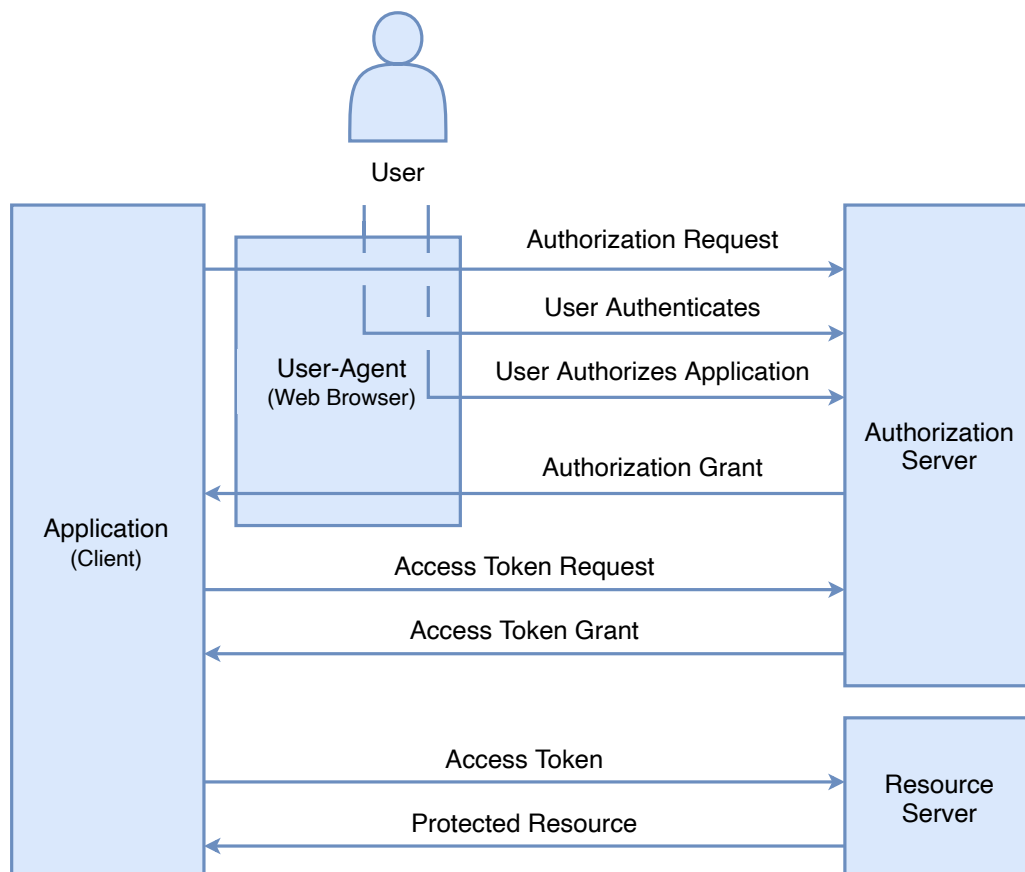 User
Authorization Request
User Authenticates
User-Agent
(Web Browser)
User Authorizes Application
Authorization
Server
Authorization Grant
Application
(Client)
Access Token Request
Access Token Grant
Access Token
Resource
Server
Protected Resource